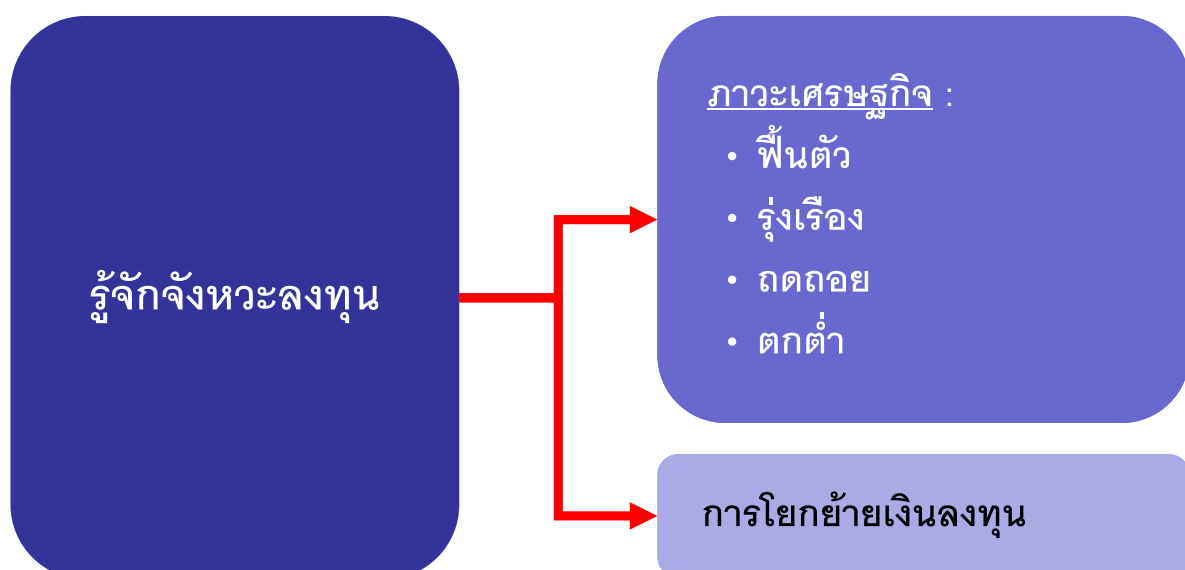 รู้จักจังหวะลงทุน
ภาวะเศรษฐกิจ :
• ฟื้นตัว
• รุ่งเรือง
• ถดถอย
• ตกต่ำ
การโยกย้ายเงินลงทุน